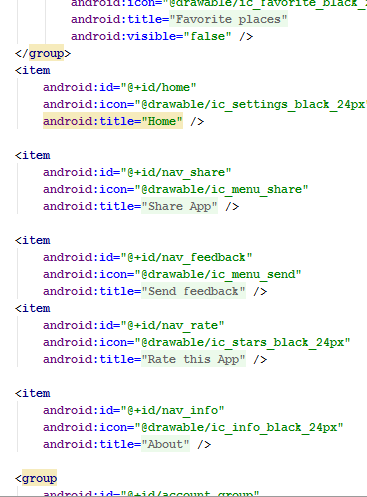 android:icon="@drawable/ic_favorite_black_
android:title="Favorite places"
android:visible="false" />
</group>
<item
android:id="@+id/home"
android:icon="@drawable/ic_settings_black_24px"
android:title="Home" />
<item
android:id="@+id/nav_share"
android:icon="@drawable/ic_menu_share"
android:title="Share App" />
<item
android:id="@+id/nav_feedback"
android:icon="@drawable/ic_menu_send"
android:title="Send feedback" />
<item
android:id="@+id/nav_rate"
android:icon="@drawable/ic_stars_black_24px"
android:title="Rate this App" />
<item
android:id="@+id/nav_info"
android:icon="@drawable/ic_info_black_24px"
android:title="About" />
<group
android:id="@+id/account_group"